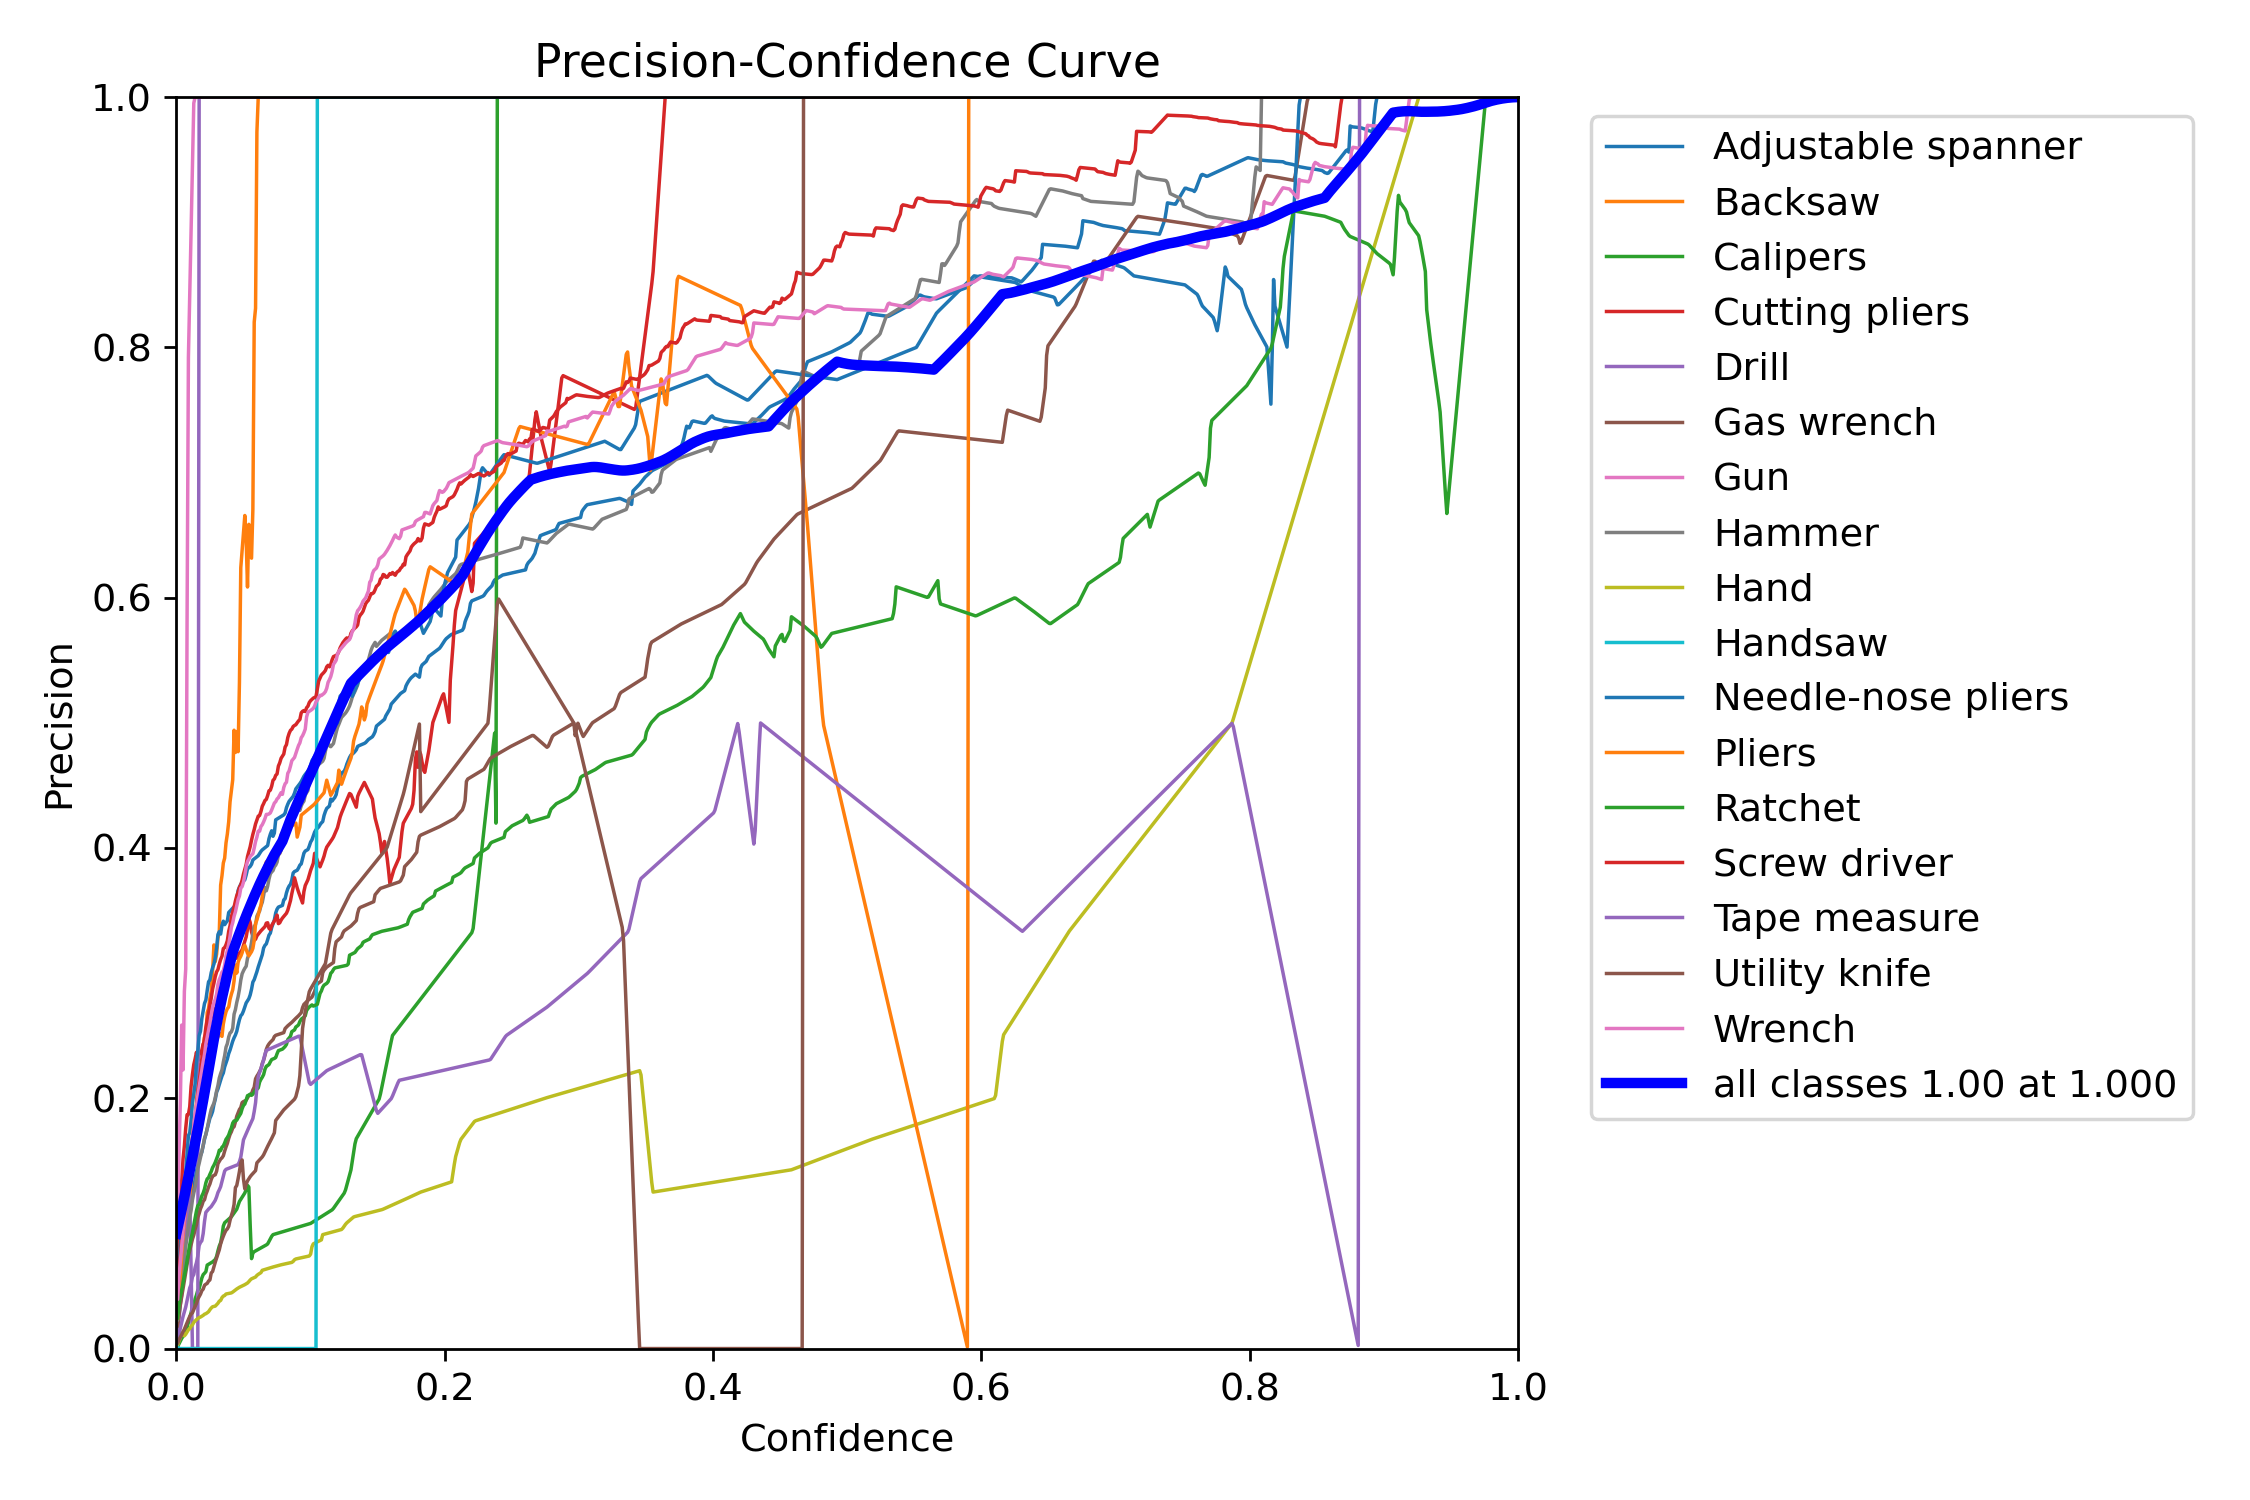 Precision-Confidence Curve
1.0
0.8
0.6
0.4
0.2
0.0
Precision
0.0 0.2 0.4 0.6 0.8 1.0
Confidence
Adjustable spanner
Backsaw
Calipers
Cutting pliers
Drill
Gas wrench
Gun
Hammer
Hand
Handsaw
Needle-nose pliers
Pliers
Ratchet
Screw driver
Tape measure
Utility knife
Wrench
all classes 1.00 at 1.000